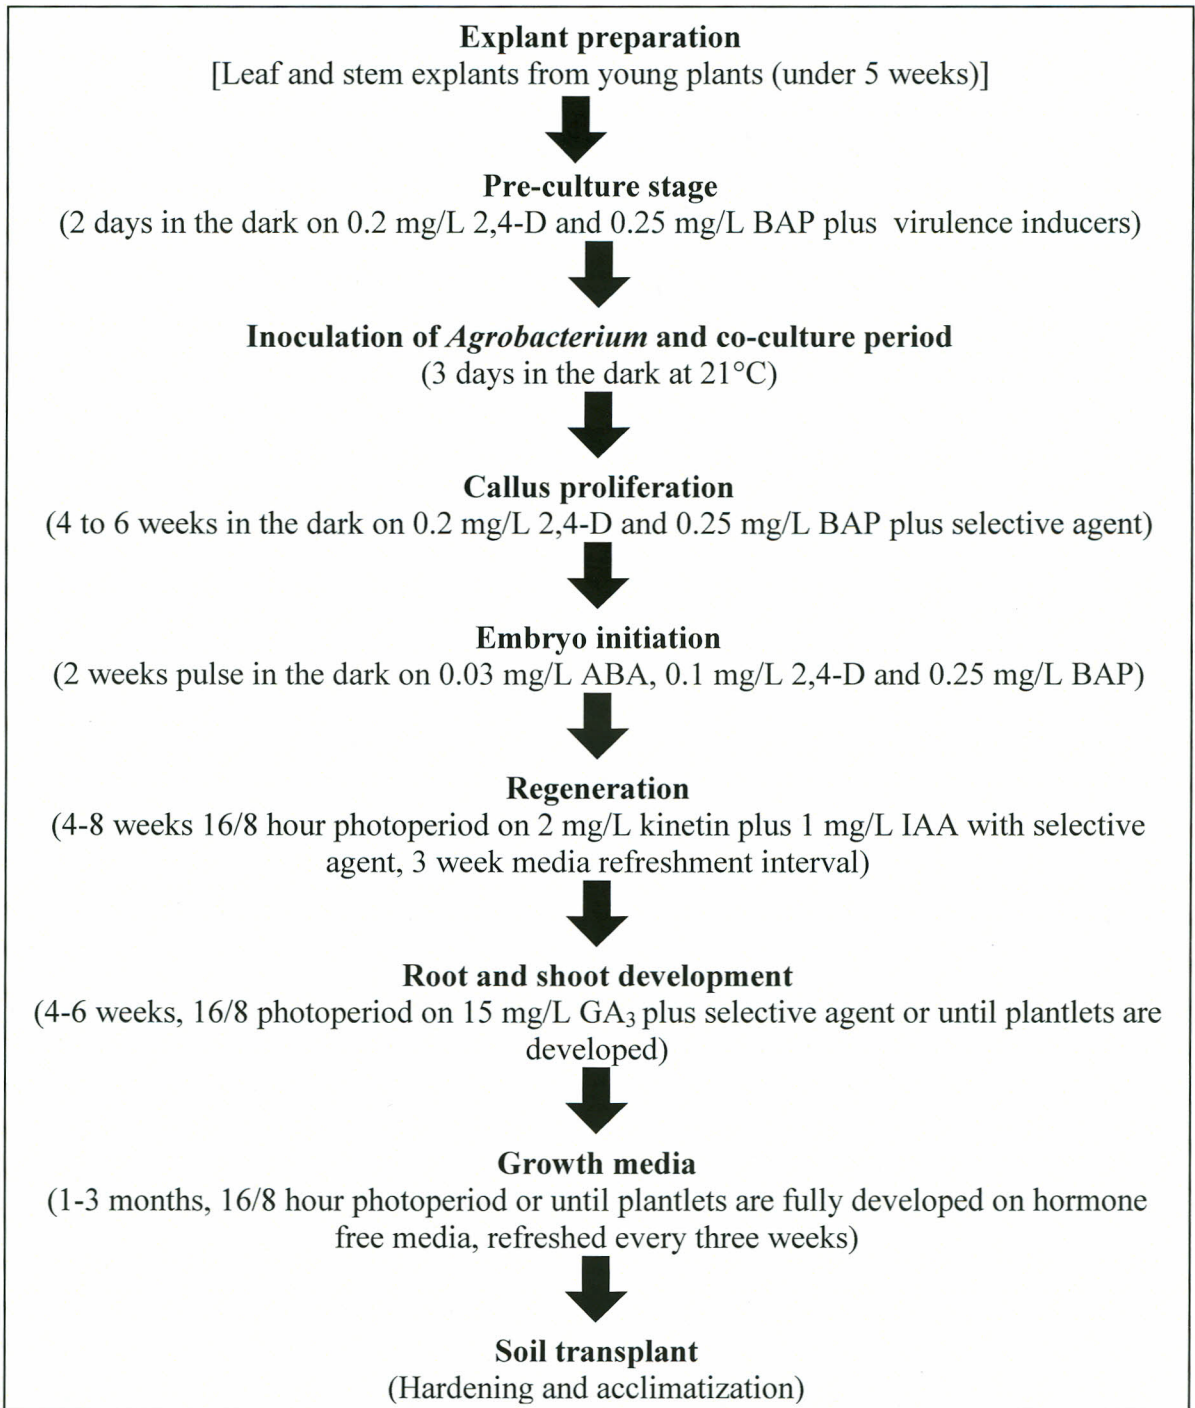 Explant preparation
[Leaf and stem explants from young plants (under 5 weeks)]
Pre-culture stage
(2 days in the dark on 0.2 mg/L 2,4-D and 0.25 mg/L BAP plus virulence inducers)
Inoculation of Agrobacterium and co-culture period
(3 days in the dark at 21°C)
Callus proliferation
(4 to 6 weeks in the dark on 0.2 mg/L 2,4-D and 0.25 mg/L BAP plus selective agent)
Embryo initiation
(2 weeks pulse in the dark on 0.03 mg/L ABA, 0.1 mg/L 2,4-D and 0.25 mg/L BAP)
Regeneration
(4-8 weeks 16/8 hour photoperiod on 2 mg/L kinetin plus 1 mg/L IAA with selective
agent, 3 week media refreshment interval)
Root and shoot development
(4-6 weeks, 16/8 photoperiod on 15 mg/L GA₃ plus selective agent or until plantlets are
developed)
Growth media
(1-3 months, 16/8 hour photoperiod or until plantlets are fully developed on hormone
free media, refreshed every three weeks)
Soil transplant
(Hardening and acclimatization)